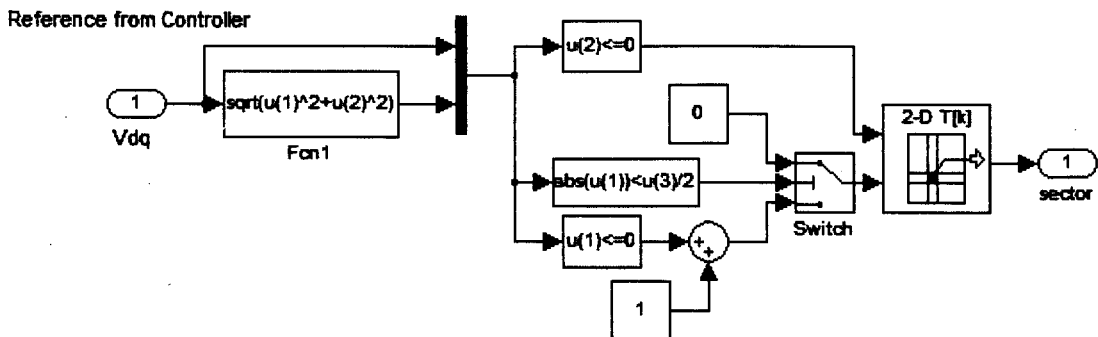 Reference from Controller
u(2)<=0
1
sqrt(u(1)^2+u(2)^2)
0
2-D T[k]
Vdq
Fcn1
1
abs(u(1))<u(3)/2
sector
u(1)<=0
+
+
Switch
1